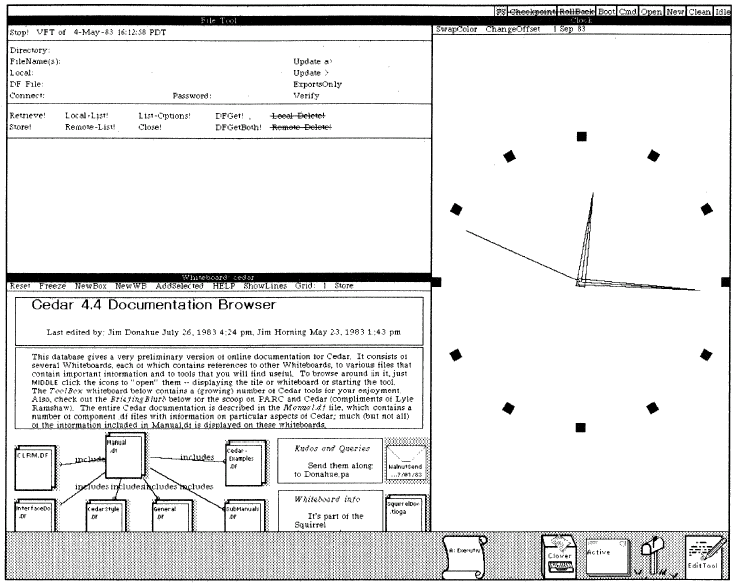 FS Checkpoint RollBack Boot Cmd Open New Clean Idle
File Tool
Stop! VFT of 4-May-83 16:12:58 PDT
Directory:
FileName(s): Update a>
Local: Update >
DF File: ExportsOnly
Connect: Password: Verify
Retrieve! Local-List! List-Options! DFGet! Local-Delete!
Store! Remote-List! Close! DFGetBoth! Remote-Delete!
Clock
SwapColor ChangeOffset 1 Sep 83
Whiteboard: cedar
Reset Freeze NewBox NewWB AddSelected HELP ShowLines Grid: 1 Store
Cedar 4.4 Documentation Browser
Last edited by: Jim Donahue July 26, 1983 4:24 pm, Jim Horning May 23, 1983 1:43 pm
This database gives a very preliminary version of online documentation for Cedar. It consists of
several Whiteboards, each of which contains references to other Whiteboards, to various files that
contain important information and to tools that you will find useful. To browse around in it, just
MIDDLE click the icons to "open" them -- displaying the file or whiteboard or starting the tool.
The ToolBox whiteboard below contains a (growing) number of Cedar tools for your enjoyment.
Also, check out the BriefingBlurb below for the scoop on PARC and Cedar (compliments of Lyle
Ramshaw). The entire Cedar documentation is described in the Manual.df file, which contains a
number of component .df files with information on particular aspects of Cedar; much (but not all)
of the information included in Manual.df is displayed on these whiteboards.
Manual
.df
CLRM.DF
includes
includes
Cedar-
Examples
.DF
Kudos and Queries
Send them along
to Donahue.pa
WalnutSend
includes includes includes includes
InterfaceDo
.DF
CedarStyle
.DF
General
.DF
SubManuals
.DF
Whiteboard info
It's part of the
Squirrel
SquirrelDoc
.tioga
A: Executiv
Clover
Active
EditTool